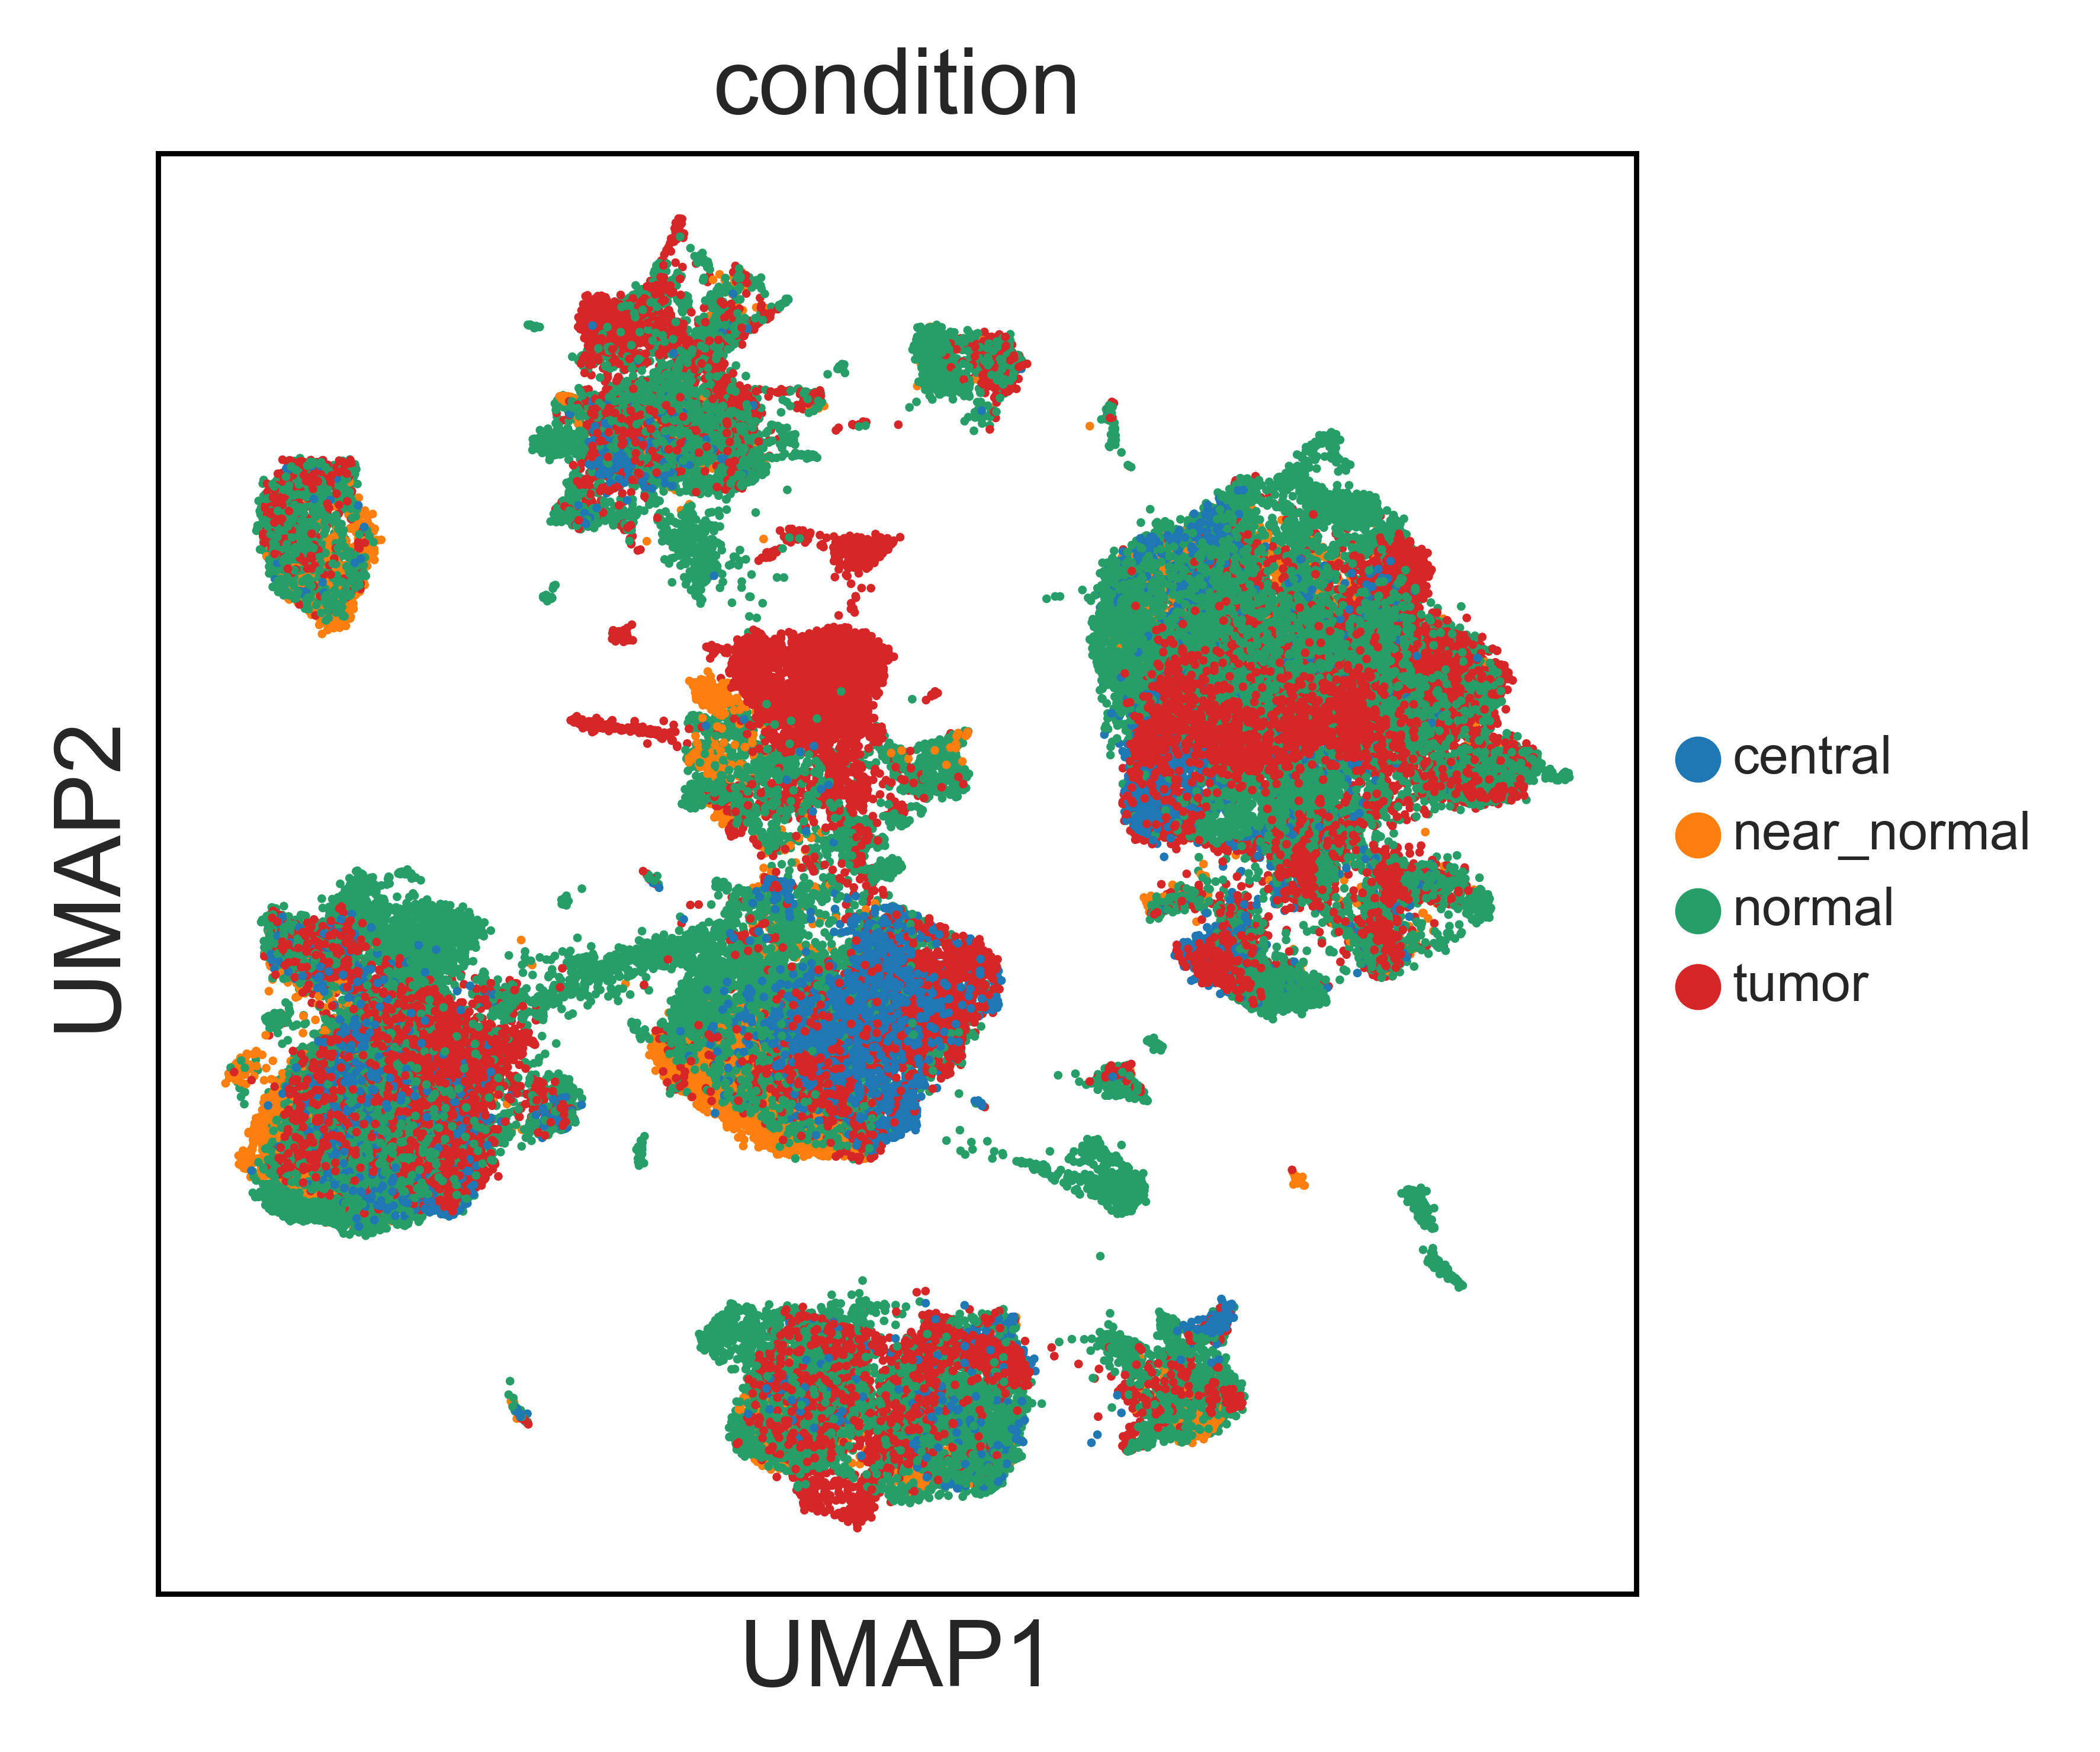 condition
UMAP2
central
near_normal
normal
tumor
UMAP1